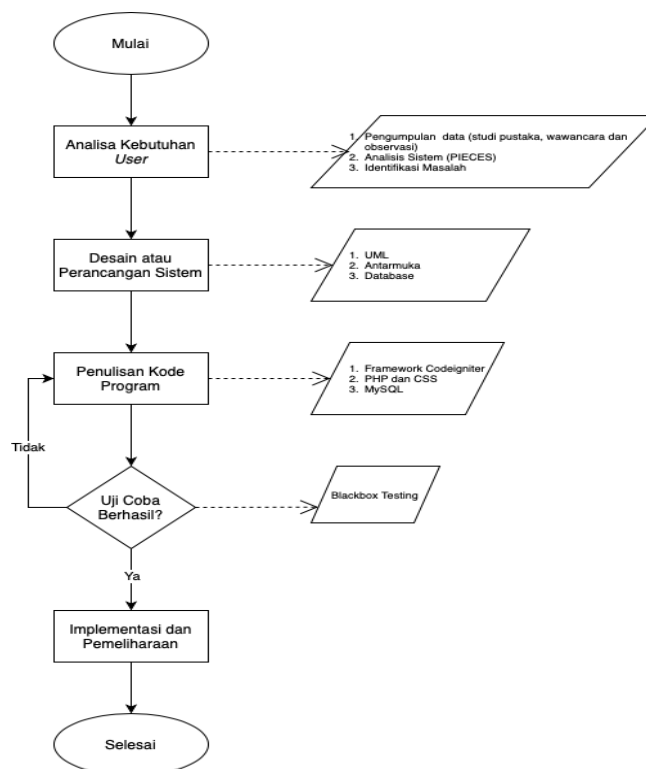 Mulai
Analisa Kebutuhan
User
1. Pengumpulan data (studi pustaka, wawancara dan
observasi)
2. Analisis Sistem (PIECES)
3. Identifikasi Masalah
Desain atau
Perancangan Sistem
1. UML
2. Antarmuka
3. Database
Penulisan Kode
Program
1. Framework Codeigniter
2. PHP dan CSS
3. MySQL
Tidak
Uji Coba
Berhasil?
Blackbox Testing
Ya
Implementasi dan
Pemeliharaan
Selesai